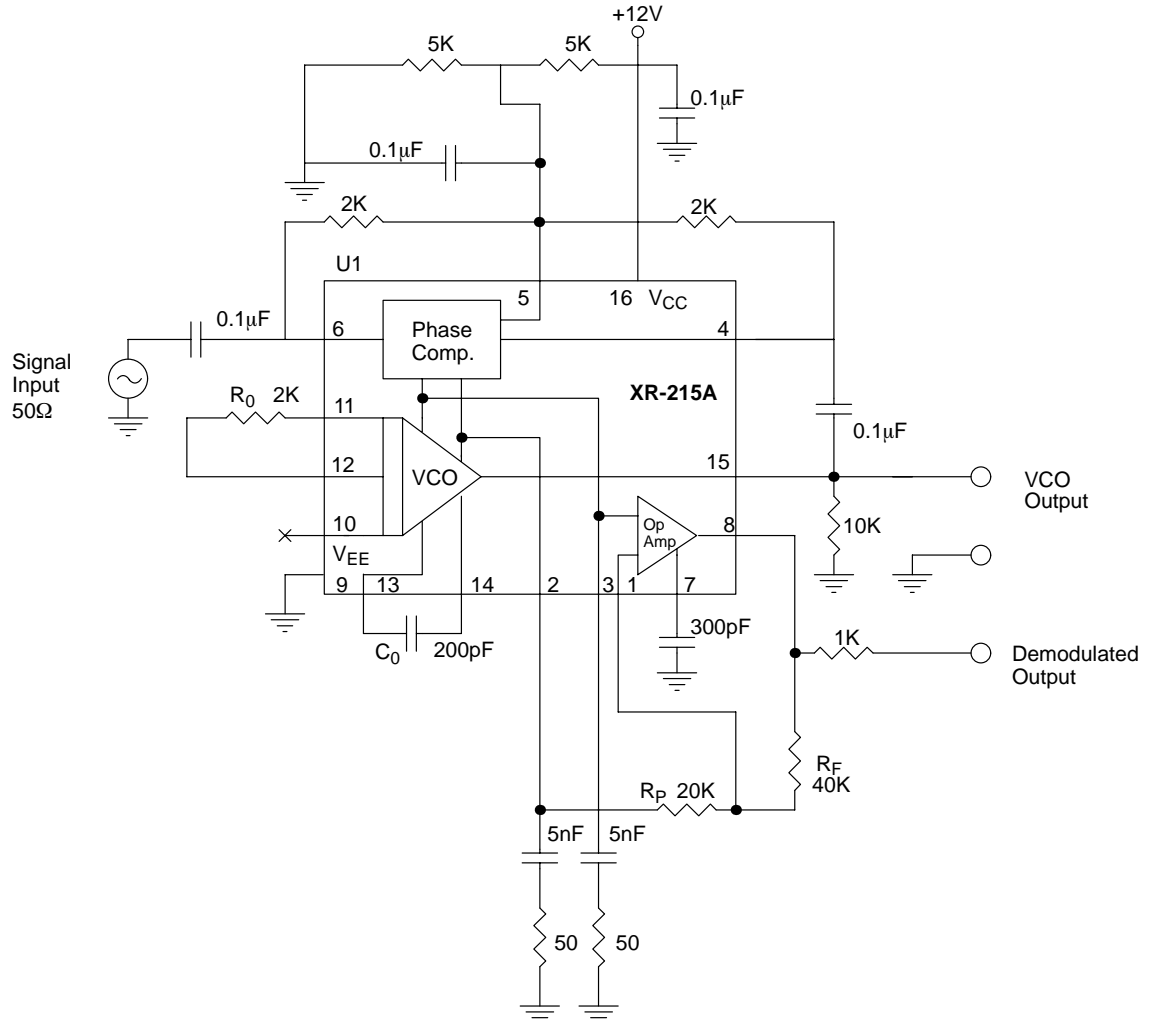 +12V
5K 5K
0.1μF
0.1μF
2K 2K
U1
5 16 VCC
0.1μF 6 Phase 4
Comp.
Signal
Input
50Ω
XR-215A
R0 2K 11
0.1μF
12 VCO 15
VCO
Output
10 Op 8 10K
Amp
VEE
9 13 14 2 3 1 7
C0 200pF 300pF
1K
Demodulated
Output
RF
40K
RP 20K
5nF 5nF
50 50